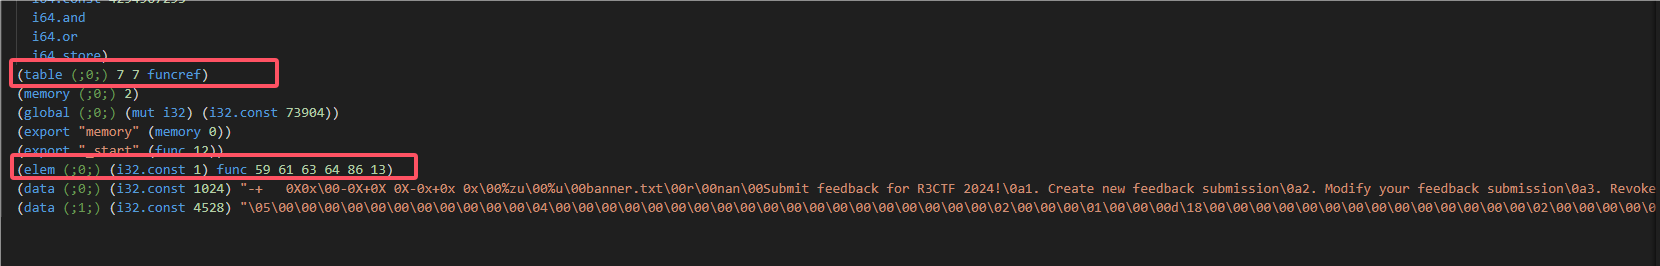 i64.const 4294967295
i64.and
i64.or
i64.store)
(table (;0;) 7 7 funcref)
(memory (;0;) 2)
(global (;0;) (mut i32) (i32.const 73904))
(export "memory" (memory 0))
(export "_start" (func 12))
(elem (;0;) (i32.const 1) func 59 61 63 64 86 13)
(data (;0;) (i32.const 1024) "-+   0X0x\00-0X+0X 0X-0x+0x 0x\00%zu\00%u\00banner.txt\00r\00nan\00Submit feedback for R3CTF 2024!\0a1. Create new feedback submission\0a2. Modify your feedback submission\0a3. Revoke
(data (;1;) (i32.const 4528) "\05\00\00\00\00\00\00\00\00\00\00\00\04\00\00\00\00\00\00\00\00\00\00\00\00\00\00\00\00\00\00\00\02\00\00\00\01\00\00\00d\18\00\00\00\00\00\00\00\00\00\00\00\00\00\00\02\00\00\00\00\0